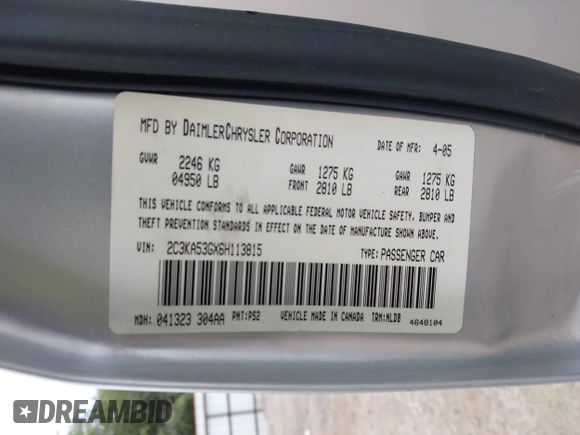 MFD BY DAIMLERCHRYSLER CORPORATION
DATE OF MFR: 4-05
GVWR 2246 KG 04950 LB
GAWR FRONT 1275 KG 2810 LB
GAWR REAR 1275 KG 2810 LB
THIS VEHICLE CONFORMS TO ALL APPLICABLE FEDERAL MOTOR VEHICLE SAFETY, BUMPER AND
THEFT PREVENTION STANDARDS IN EFFECT ON THE DATE OF MANUFACTURE SHOWN ABOVE.
VIN: 2C3KA53GX6H113815 TYPE: PASSENGER CAR
MDH: 041323 304AA PNT:PS2 VEHICLE MADE IN CANADA TRM:NLDB
4648104
DREAMBID